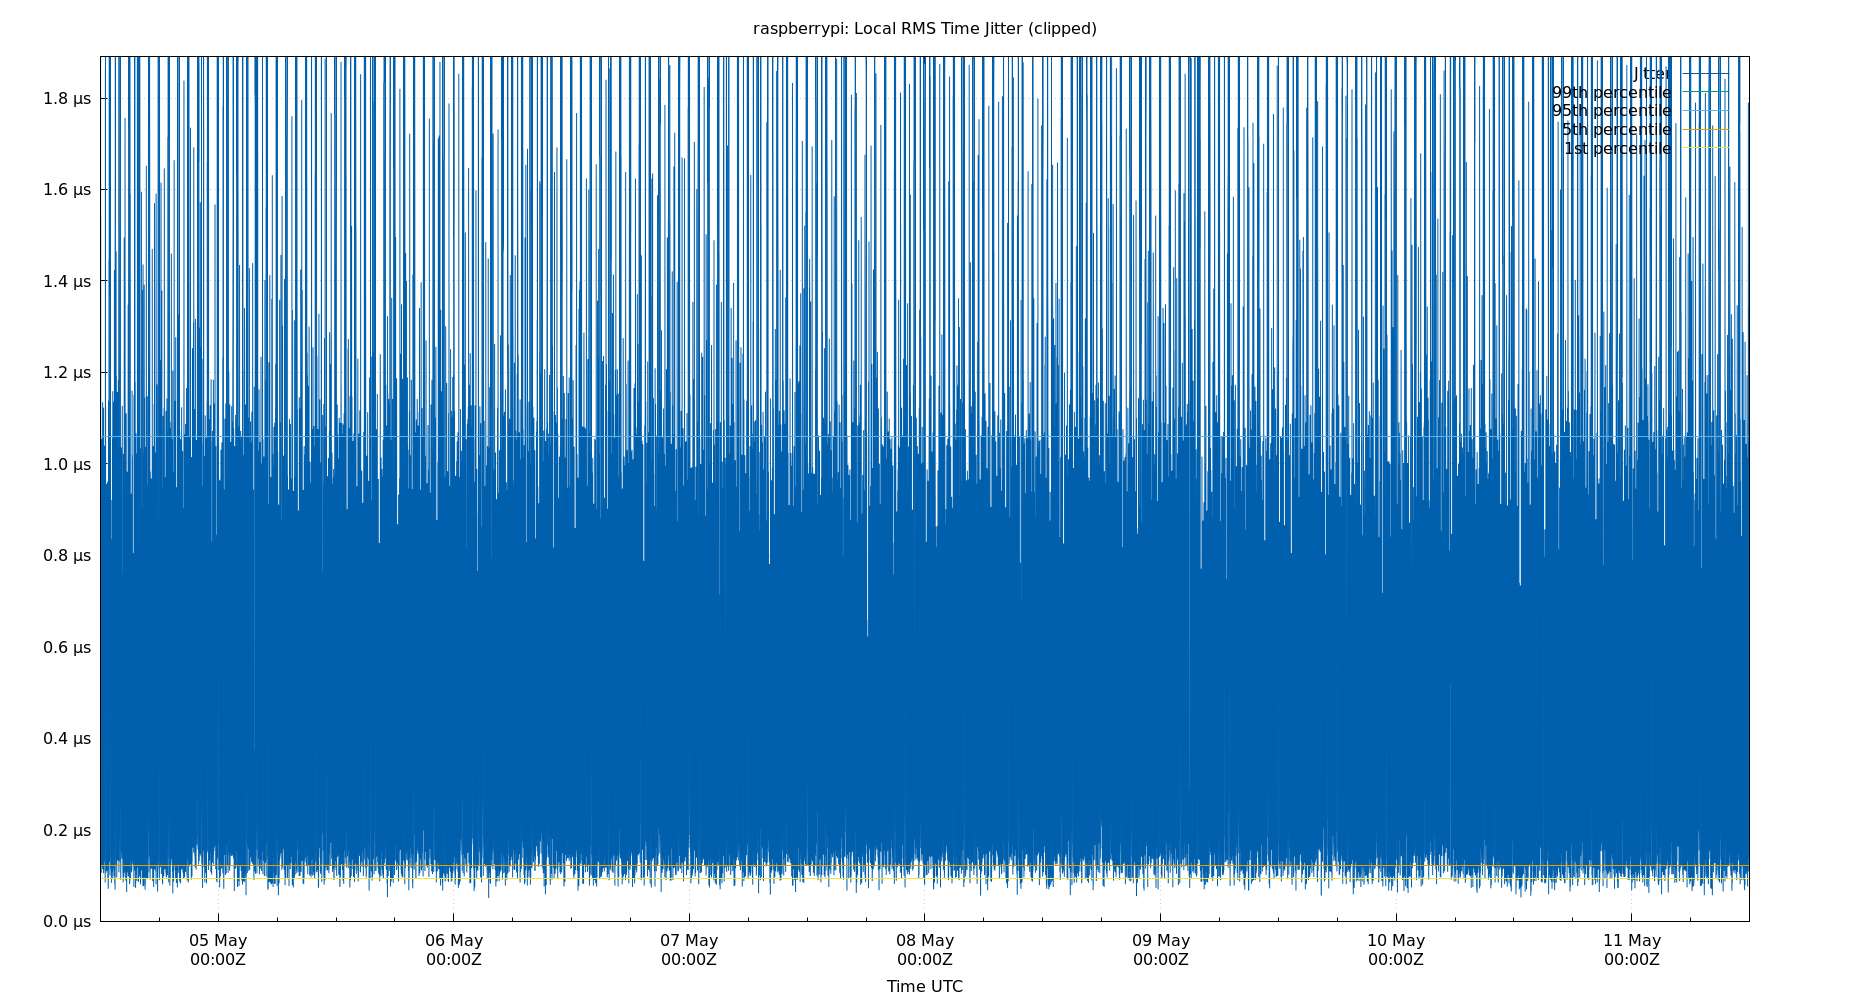 raspberrypi: Local RMS Time Jitter (clipped)
Jitter
99th percentile
95th percentile
5th percentile
1st percentile
1.8 µs
1.6 µs
1.4 µs
1.2 µs
1.0 µs
0.8 µs
0.6 µs
0.4 µs
0.2 µs
0.0 µs
05 May 06 May 07 May 08 May 09 May 10 May 11 May
00:00Z 00:00Z 00:00Z 00:00Z 00:00Z 00:00Z 00:00Z
Time UTC